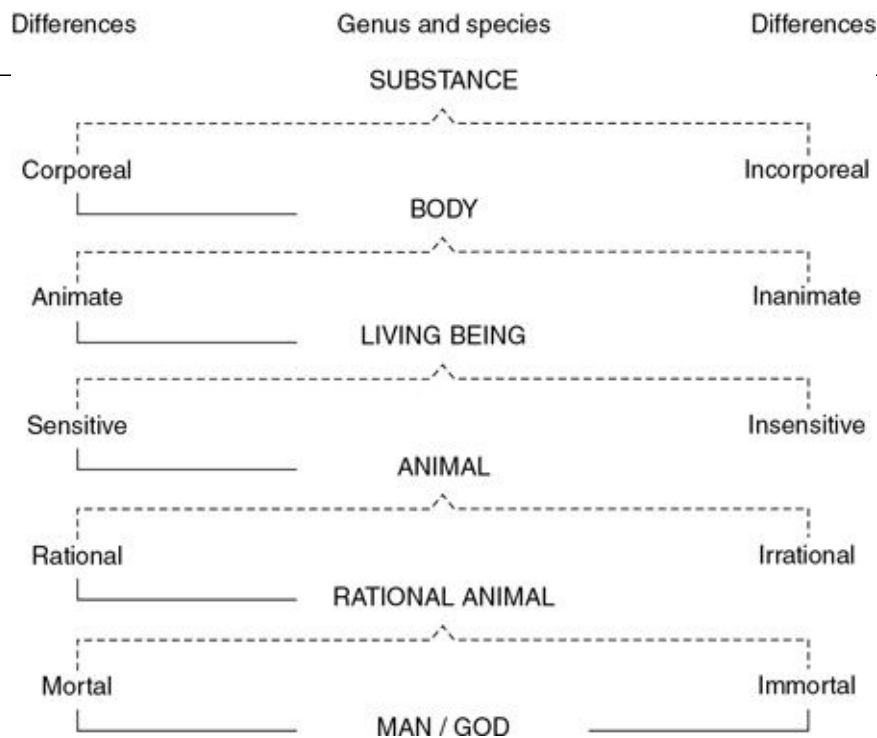 Differences Genus and species Differences
SUBSTANCE
Corporeal Incorporeal
BODY
Animate Inanimate
LIVING BEING
Sensitive Insensitive
ANIMAL
Rational Irrational
RATIONAL ANIMAL
Mortal Immortal
MAN / GOD